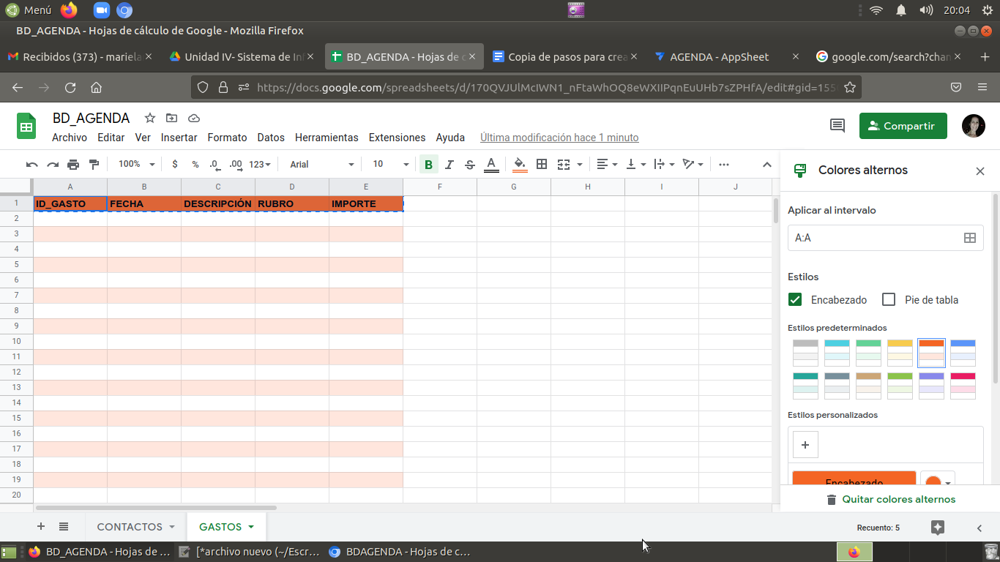 Menú
20:04
BD_AGENDA - Hojas de cálculo de Google - Mozilla Firefox
Recibidos (373) - mariela
Unidad IV- Sistema de Inf
BD_AGENDA - Hojas de c
Copia de pasos para crea
AGENDA - AppSheet
google.com/search?chan
https://docs.google.com/spreadsheets/d/170QVJUlMcIWN1_nFtaWhOQ8eWXIIPqnEuUHb7sZPHfA/edit#gid=155
BD_AGENDA
Archivo Editar Ver Insertar Formato Datos Herramientas Extensiones Ayuda Última modificación hace 1 minuto
Compartir
100% $ % .0 .00 123 Arial 10 B I S A
Colores alternos
A B C D E F G H I J
1 ID_GASTO FECHA DESCRIPCIÓN RUBRO IMPORTE
2
3
4
5
6
7
8
9
10
11
12
13
14
15
16
17
18
19
20
Aplicar al intervalo
A:A
Estilos
Encabezado Pie de tabla
Estilos predeterminados
Estilos personalizados
+
Encabezado
Quitar colores alternos
CONTACTOS GASTOS
Recuento: 5
BD_AGENDA - Hojas de ...
[*archivo nuevo (~/Escr...
BDAGENDA - Hojas de c...